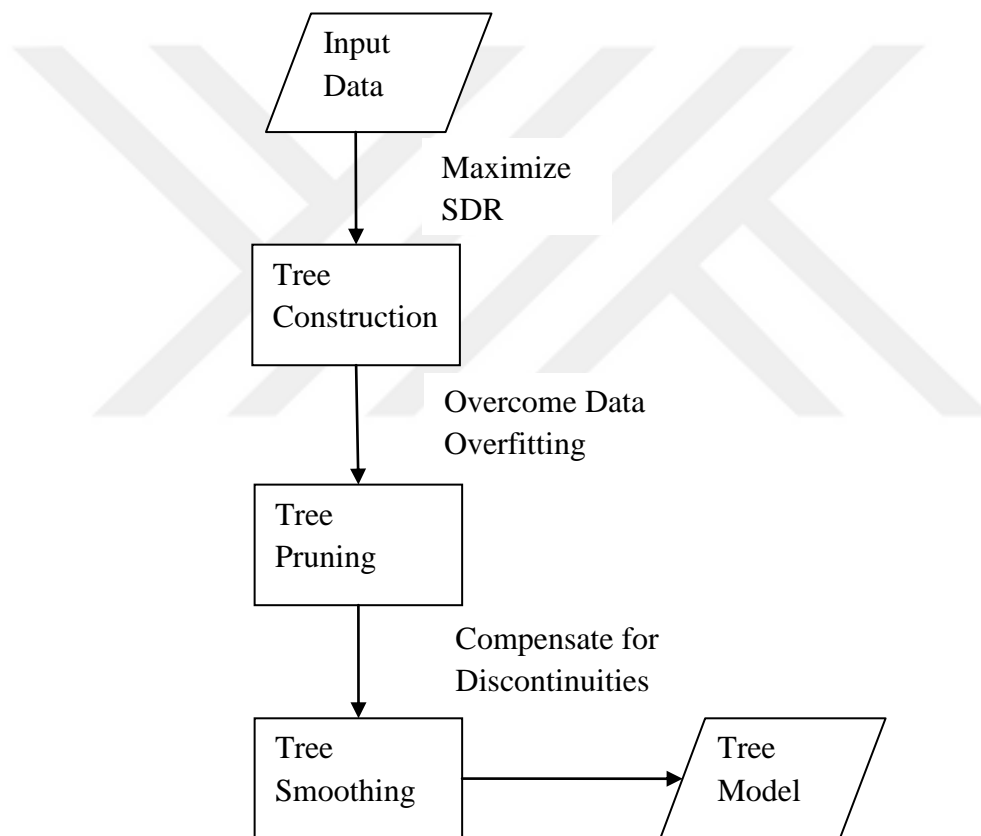 Input
Data
Maximize
SDR
Tree
Construction
Overcome Data
Overfitting
Tree
Pruning
Compensate for
Discontinuities
Tree
Smoothing
Tree
Model